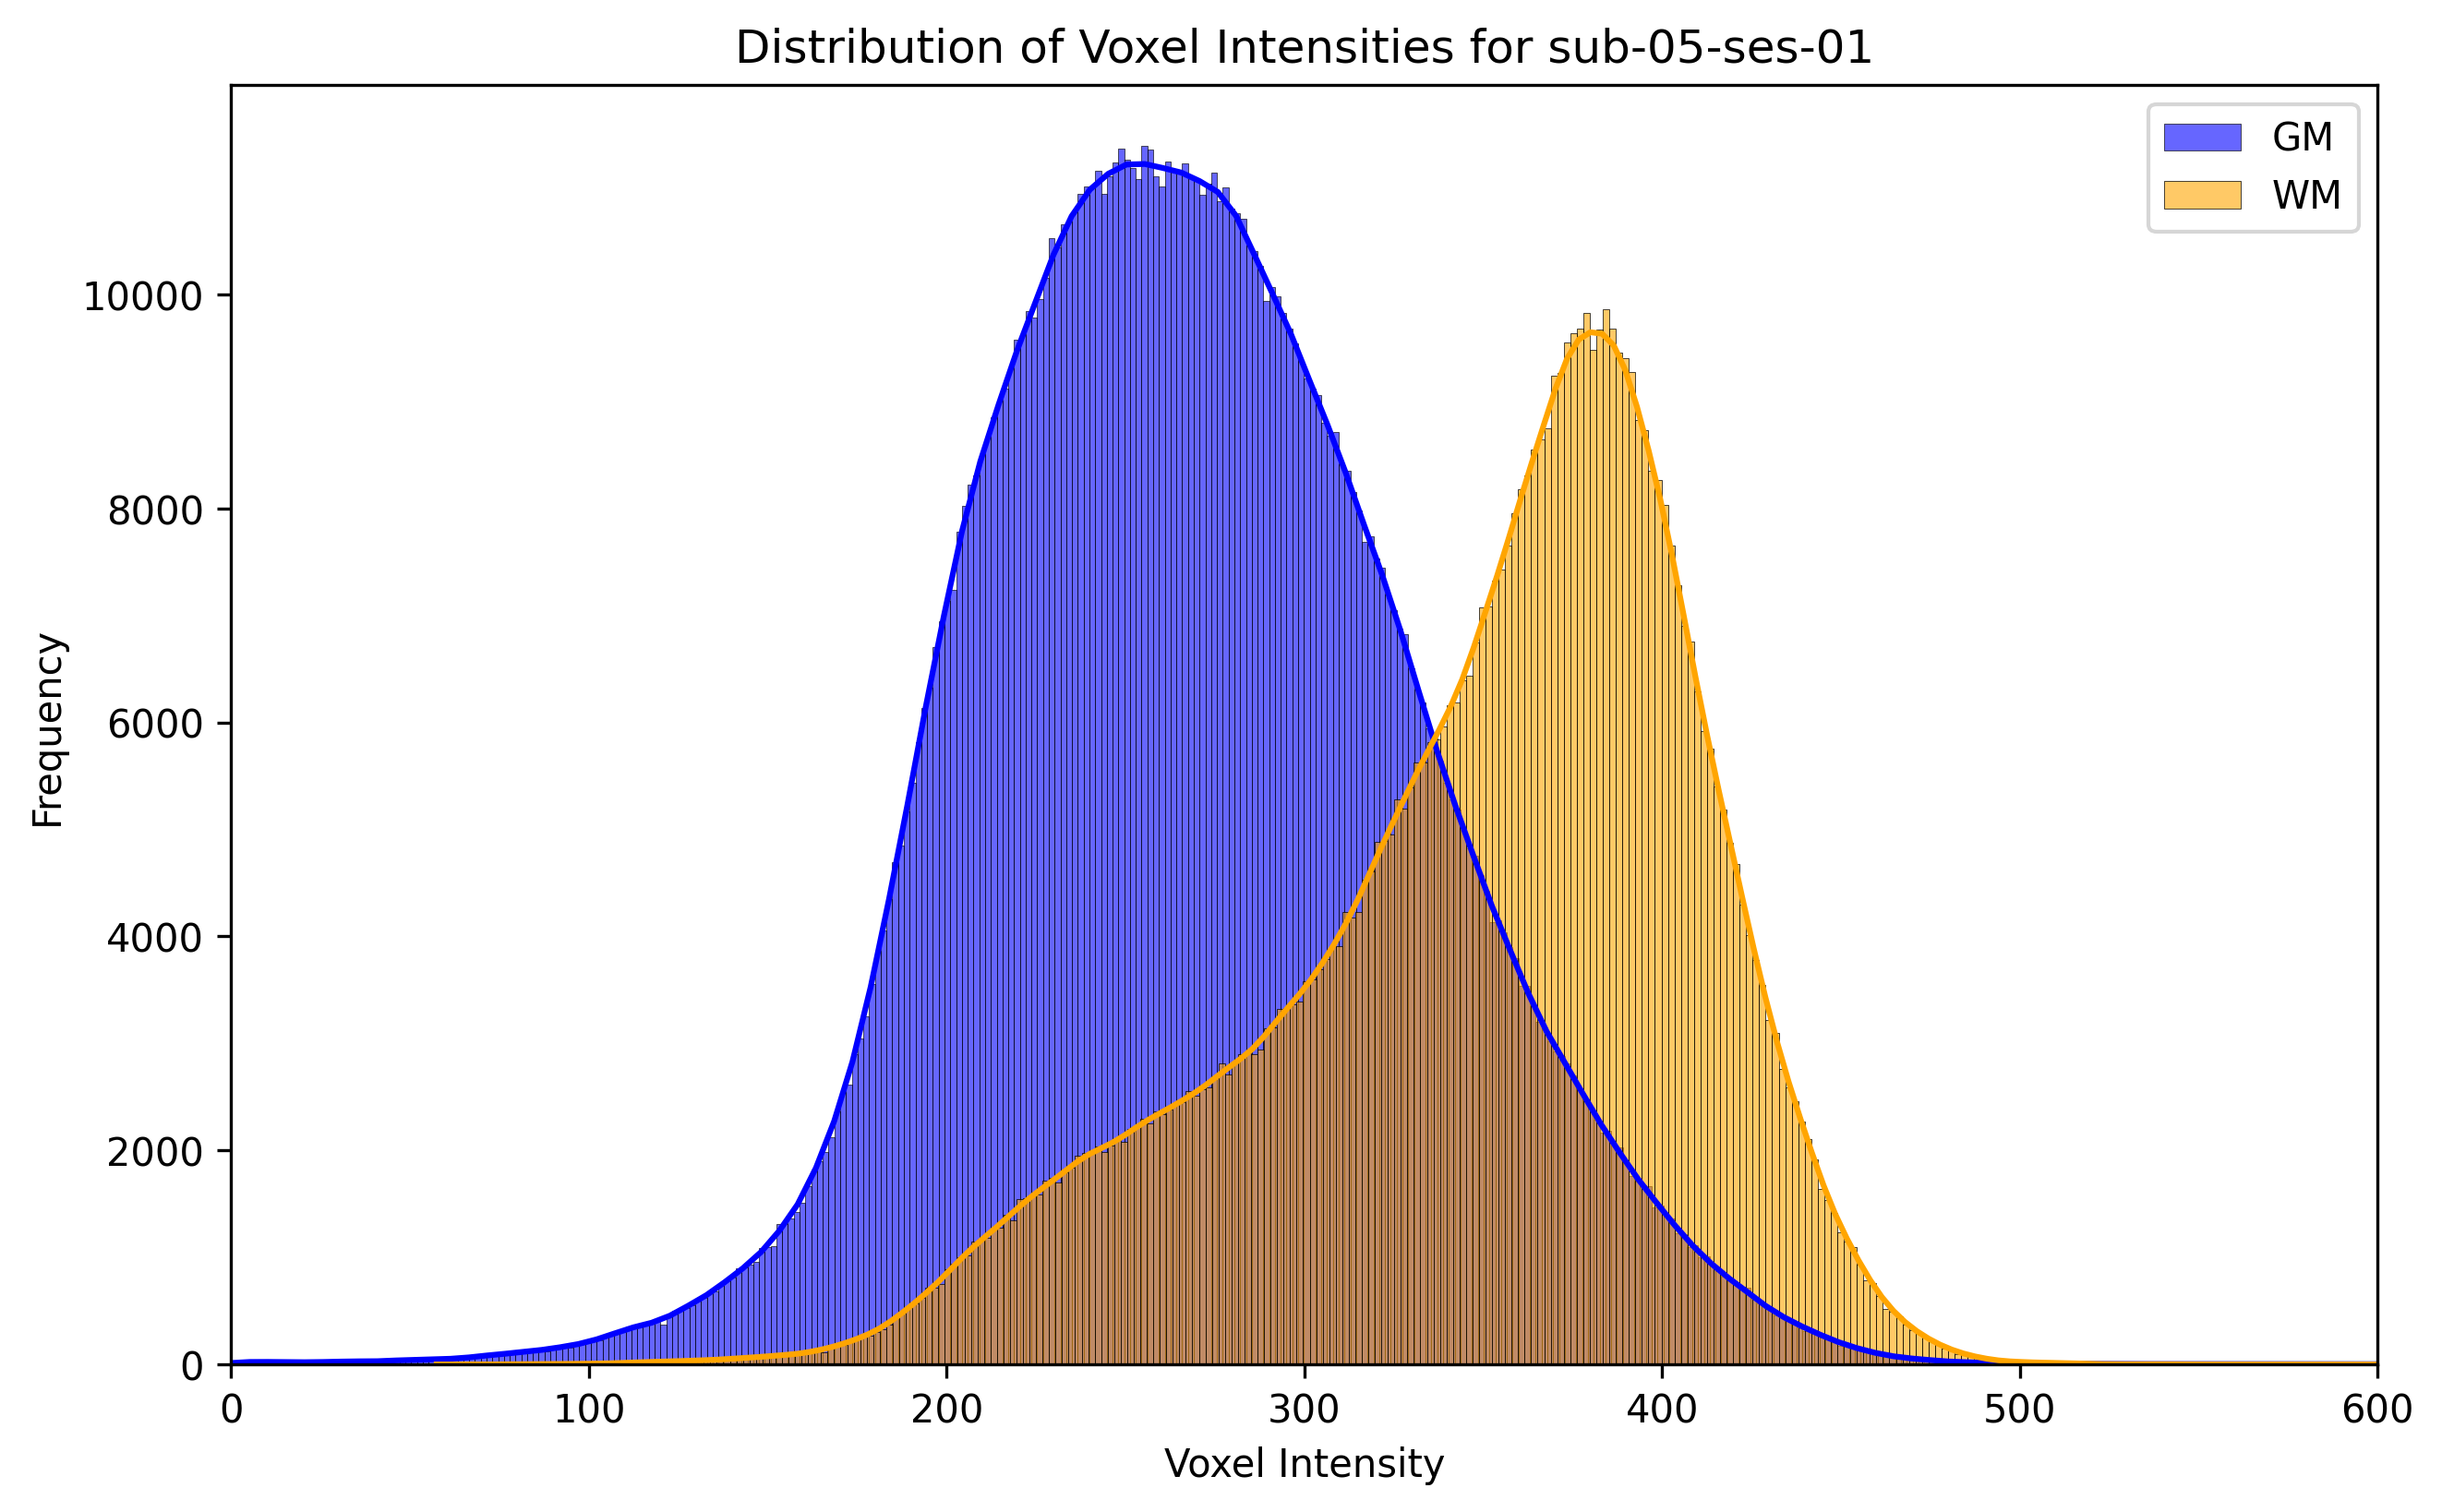 Distribution of Voxel Intensities for sub-05-ses-01
GM
WM
Frequency
10000
8000
6000
4000
2000
0
0 100 200 300 400 500 600
Voxel Intensity